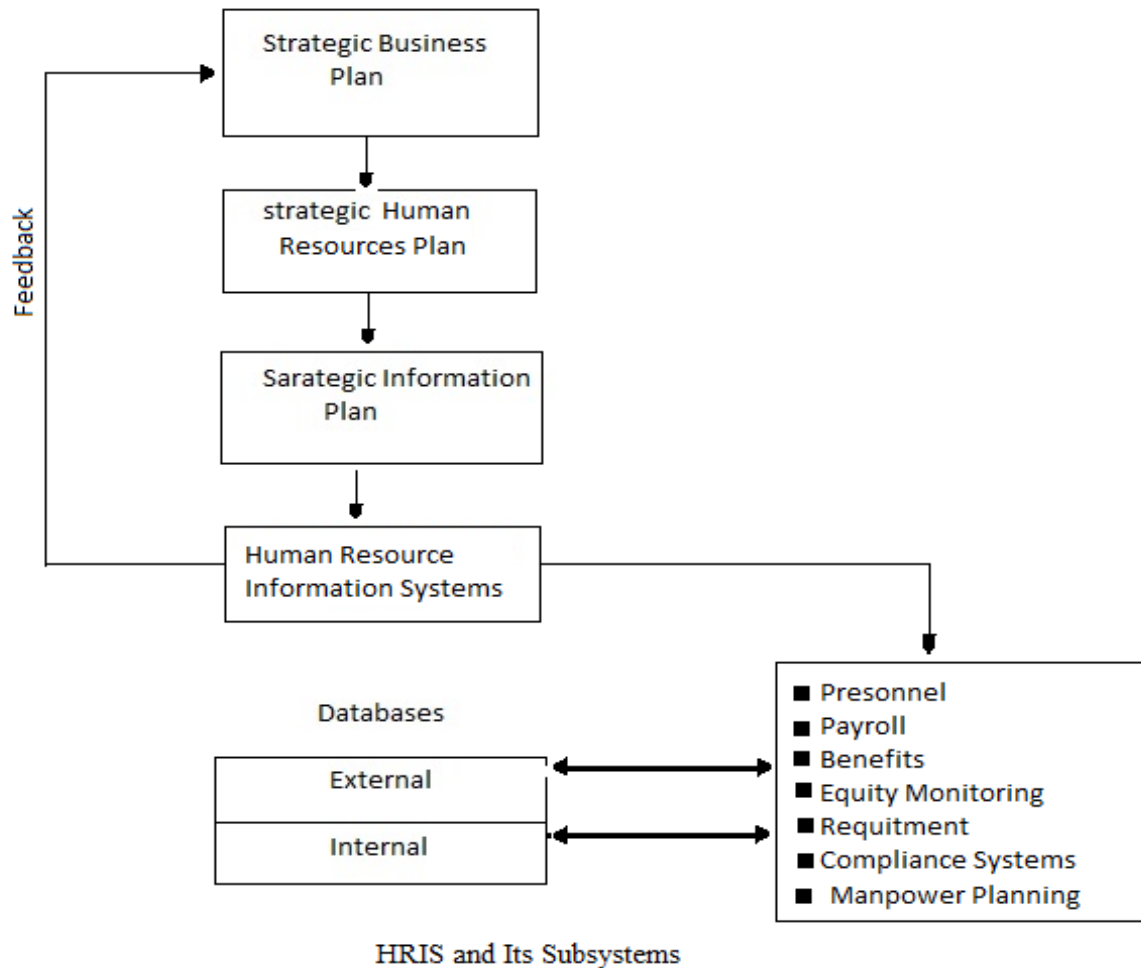 Strategic Business
Plan
strategic Human
Resources Plan
Feedback
Sarategic Information
Plan
Human Resource
Information Systems
Databases
External
Internal
Presonnel
Payroll
Benefits
Equity Monitoring
Requitment
Compliance Systems
Manpower Planning
HRIS and Its Subsystems